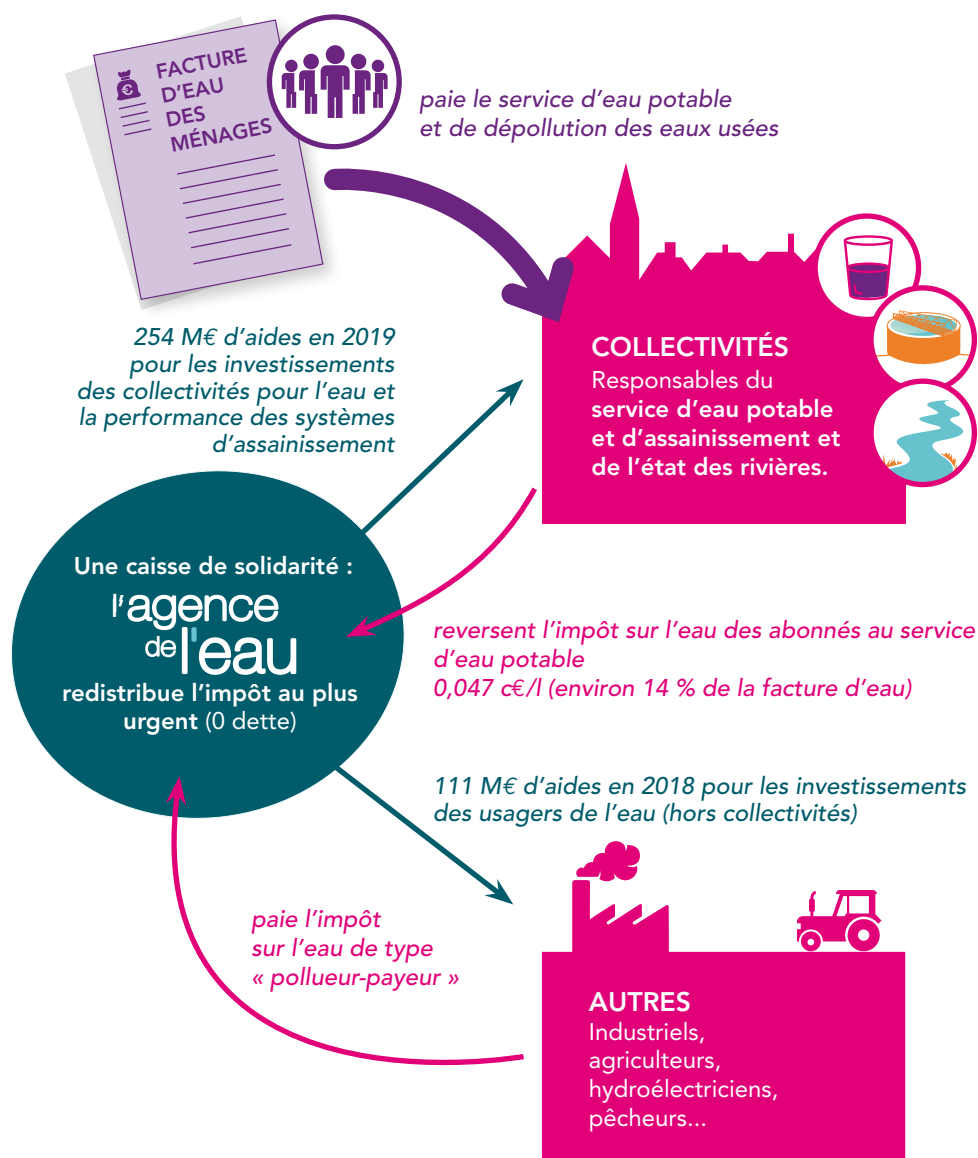 FACTURE
D'EAU
DES
MÉNAGES
€
paie le service d'eau potable
et de dépollution des eaux usées
254 M€ d'aides en 2019
pour les investissements
des collectivités pour l'eau et
la performance des systèmes
d'assainissement
COLLECTIVITÉS
Responsables du
service d'eau potable
et d'assainissement et
de l'état des rivières.
Une caisse de solidarité :
l'agence
de l'eau
redistribue l'impôt au plus
urgent (0 dette)
reversent l'impôt sur l'eau des abonnés au service
d'eau potable
0,047 c€/l (environ 14 % de la facture d'eau)
111 M€ d'aides en 2018 pour les investissements
des usagers de l'eau (hors collectivités)
paie l'impôt
sur l'eau de type
« pollueur-payeur »
AUTRES
Industriels,
agriculteurs,
hydroélectriciens,
pêcheurs...